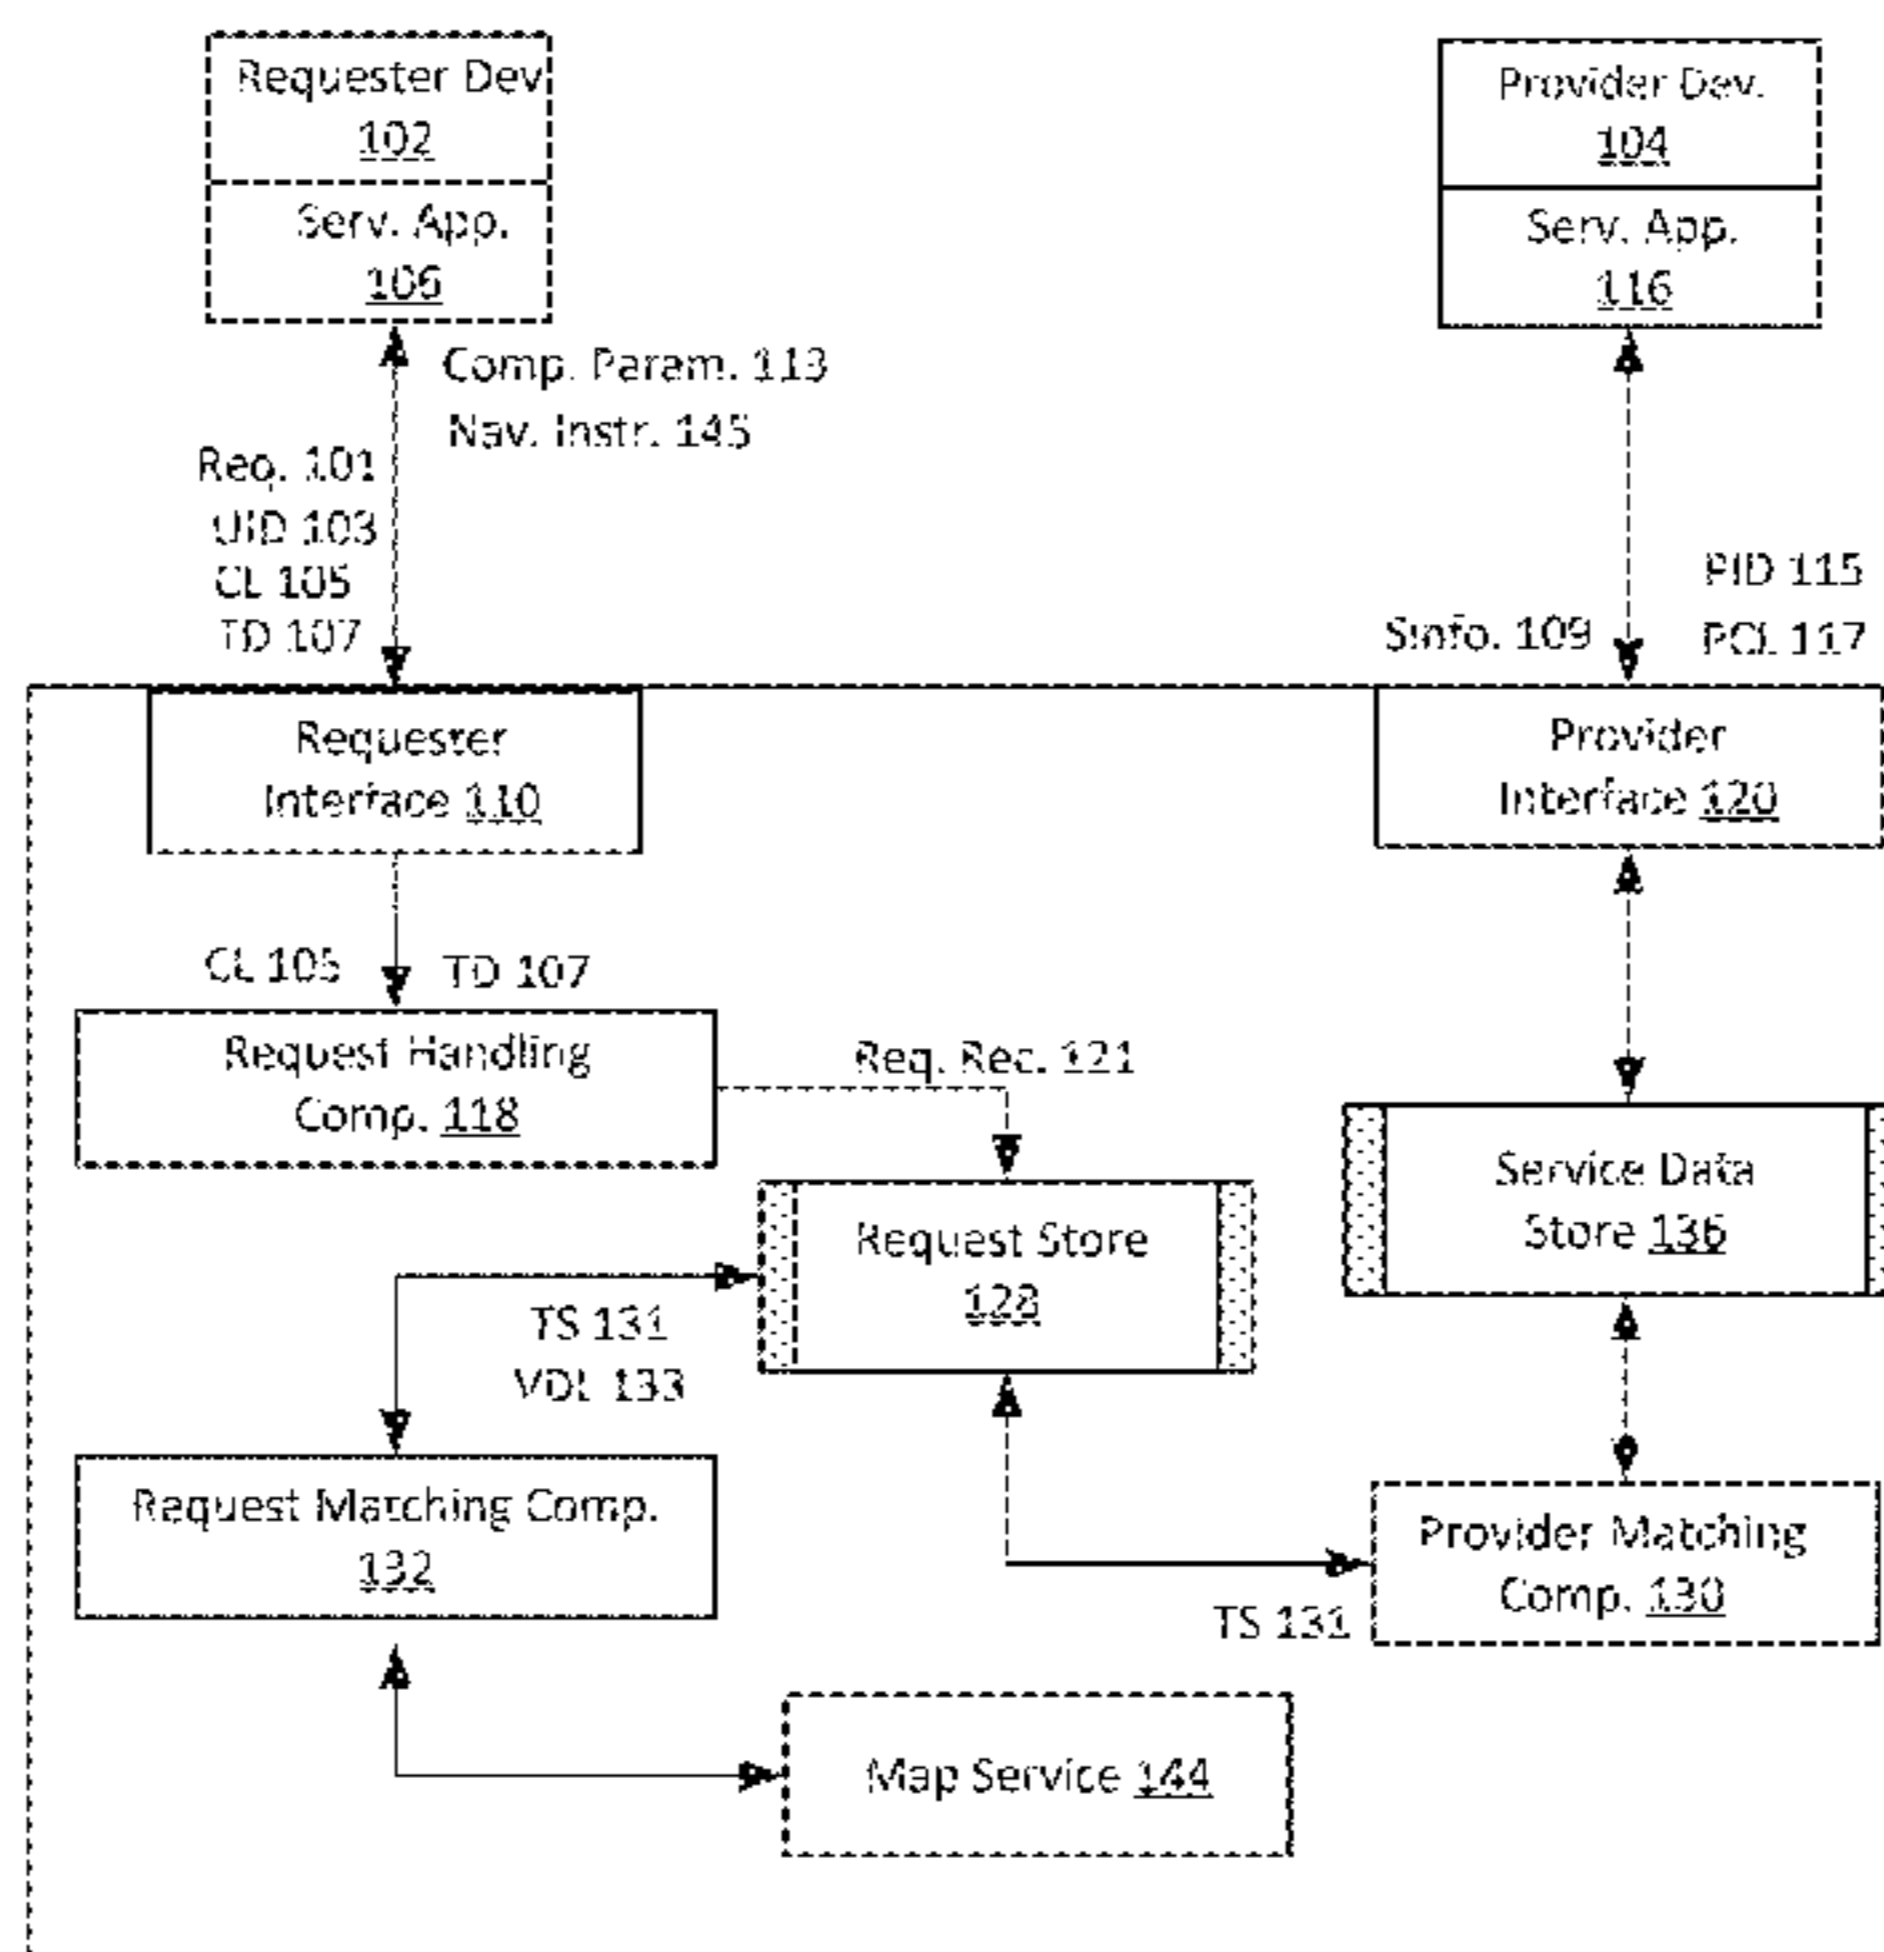 Requester Dev
102
Serv. App.
106
Provider Dev.
104
Serv. App.
116
Comp. Param. 113
Nav. Instr. 145
Req. 101
UID 103
CL 105
TD 107
Sinfo. 109
PID 115
PCL 117
Requester
Interface 110
Provider
Interface 120
CL 105
TD 107
Request Handling
Comp. 118
Req. Rec. 121
Service Data
Store 136
Request Store
128
TS 131
VDL 133
Request Matching Comp.
132
Provider Matching
Comp. 130
TS 131
Map Service 144